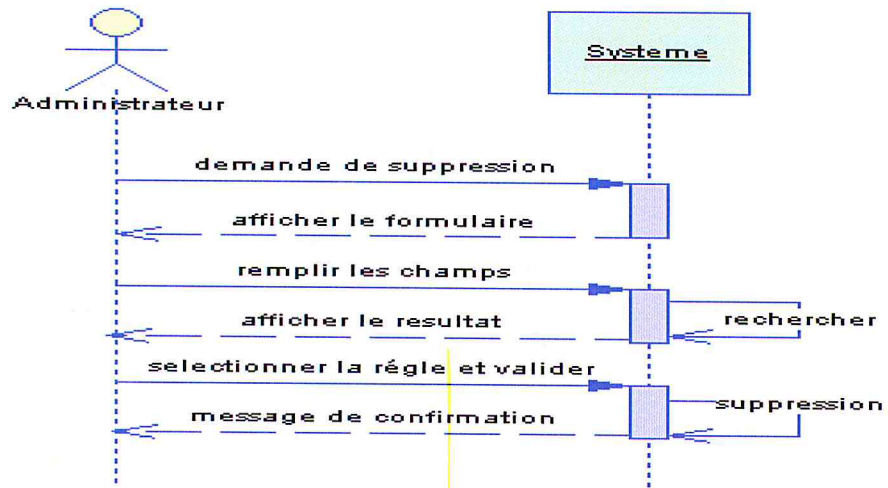 Systeme
Administrateur
demande de suppression
afficher le formulaire
remplir les champs
rechercher
afficher le resultat
selectionner la régle et valider
suppression
message de confirmation